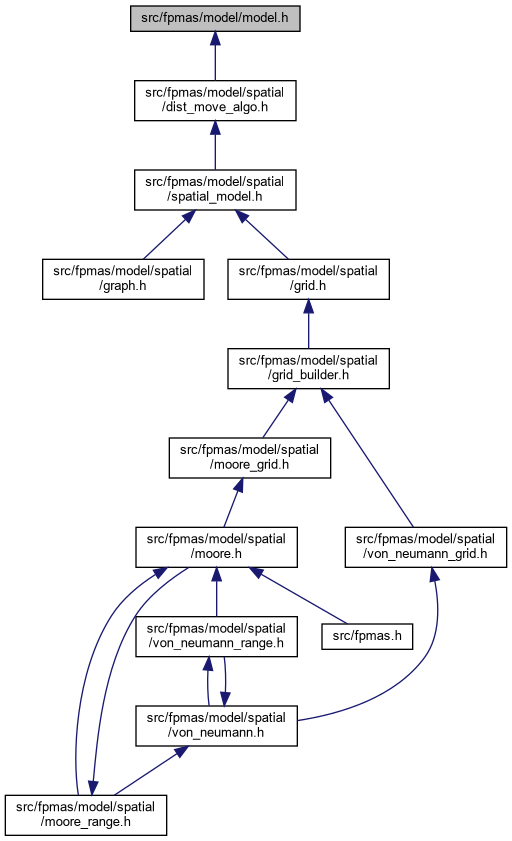 src/fpmas/model/model.h
src/fpmas/model/spatial
/dist_move_algo.h
src/fpmas/model/spatial
/spatial_model.h
src/fpmas/model/spatial
/graph.h
src/fpmas/model/spatial
/grid.h
src/fpmas/model/spatial
/grid_builder.h
src/fpmas/model/spatial
/moore_grid.h
src/fpmas/model/spatial
/moore.h
src/fpmas/model/spatial
/von_neumann_grid.h
src/fpmas/model/spatial
/von_neumann_range.h
src/fpmas.h
src/fpmas/model/spatial
/von_neumann.h
src/fpmas/model/spatial
/moore_range.h